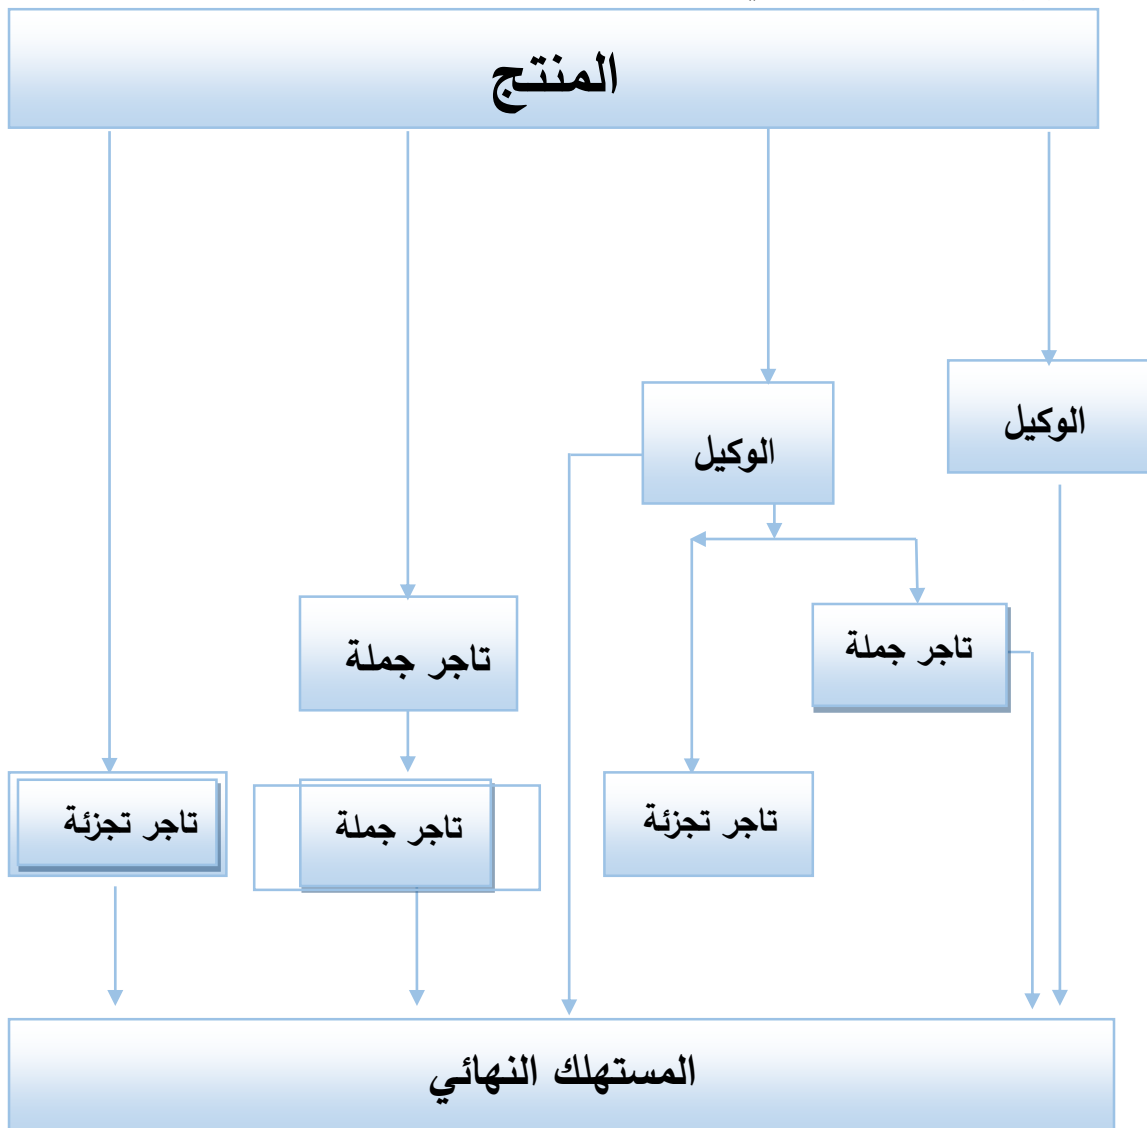 المنتج
الوكيل
الوكيل
تاجر جملة
تاجر جملة
تاجر تجزئة
تاجر جملة
تاجر تجزئة
المستهلك النهائي